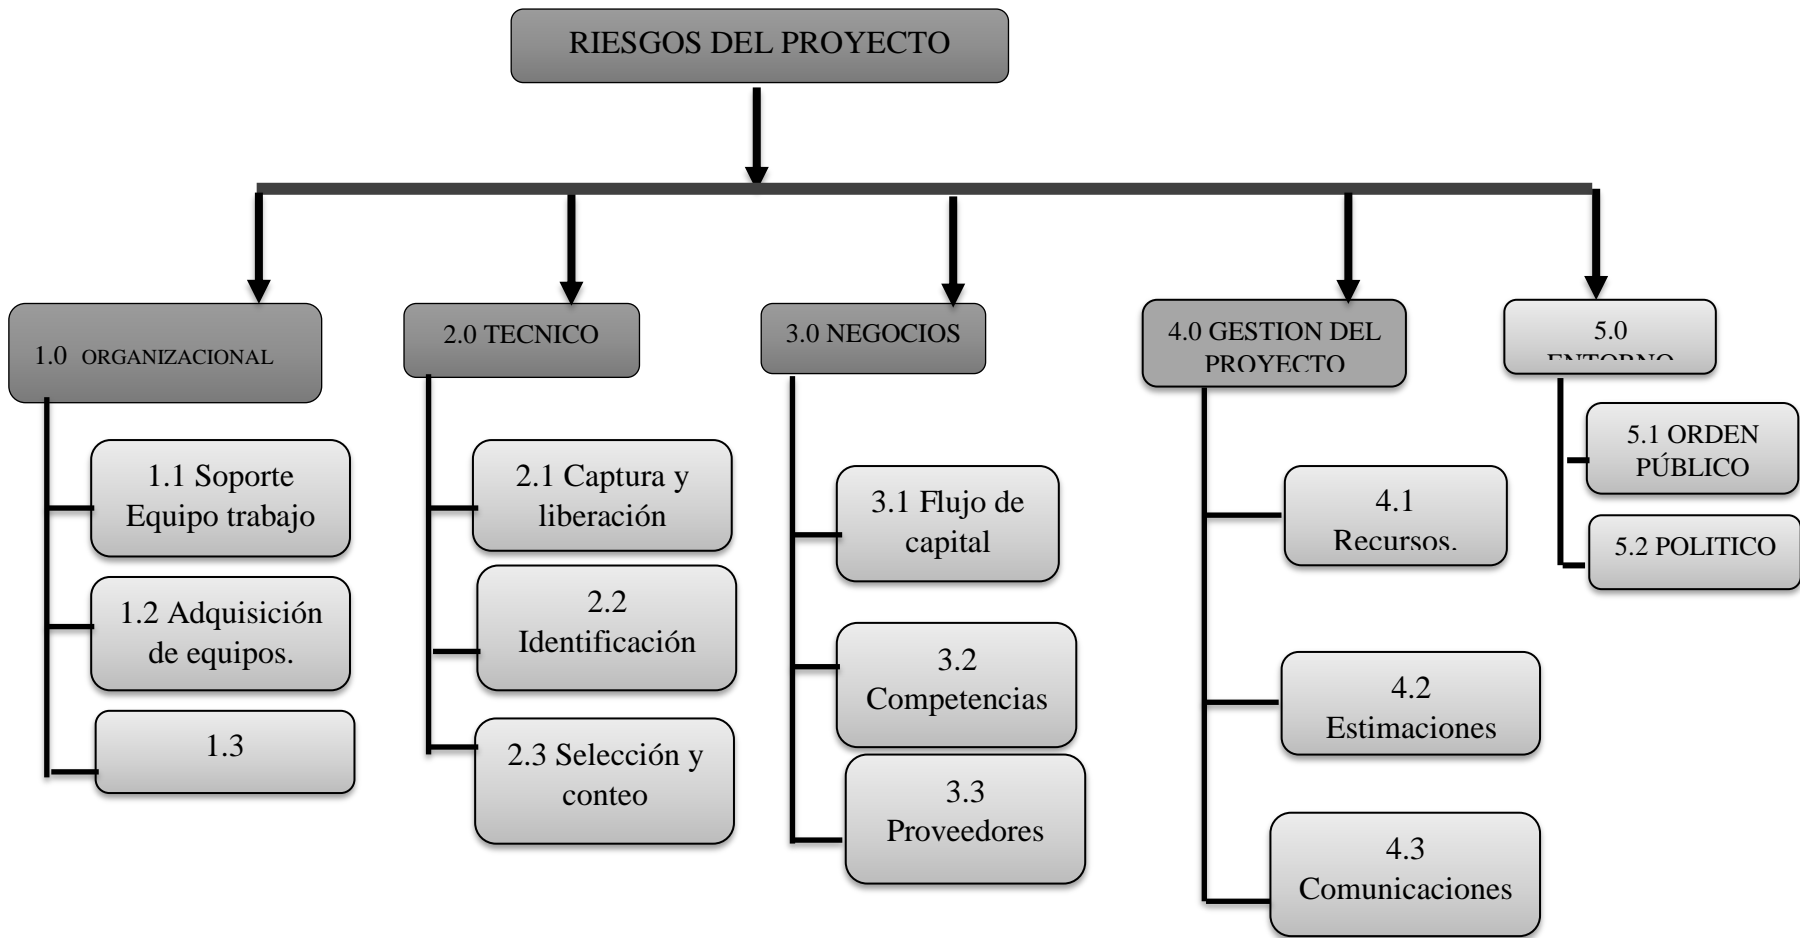 RIESGOS DEL PROYECTO
1.0 ORGANIZACIONAL
1.1 Soporte
Equipo trabajo
1.2 Adquisición
de equipos.
1.3
2.0 TECNICO
2.1 Captura y
liberación
2.2
Identificación
2.3 Selección y
conteo
3.0 NEGOCIOS
3.1 Flujo de
capital
3.2
Competencias
3.3
Proveedores
4.0 GESTION DEL
PROYECTO
4.1
Recursos.
4.2
Estimaciones
4.3
Comunicaciones
5.0
ENTORNO
5.1 ORDEN
PÚBLICO
5.2 POLITICO